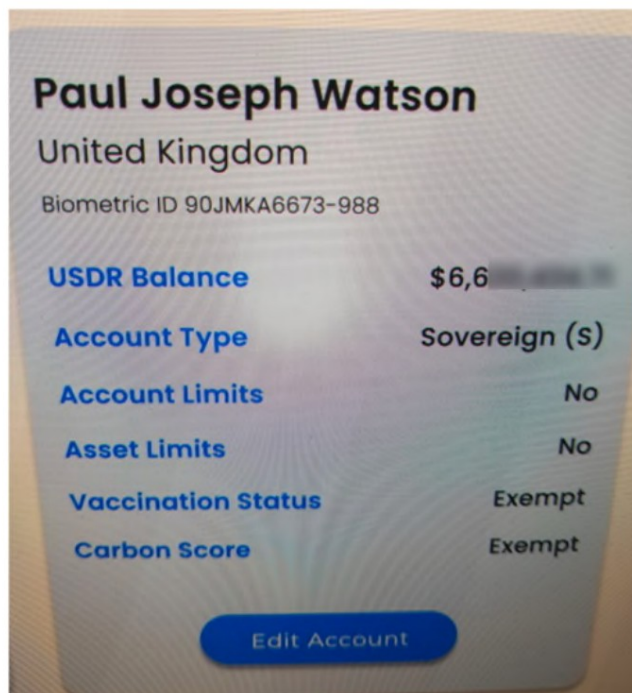 Paul Joseph Watson
United Kingdom
Biometric ID 90JMKA6673-988
USDR Balance $6,6
Account Type Sovereign (S)
Account Limits No
Asset Limits No
Vaccination Status Exempt
Carbon Score Exempt
Edit Account